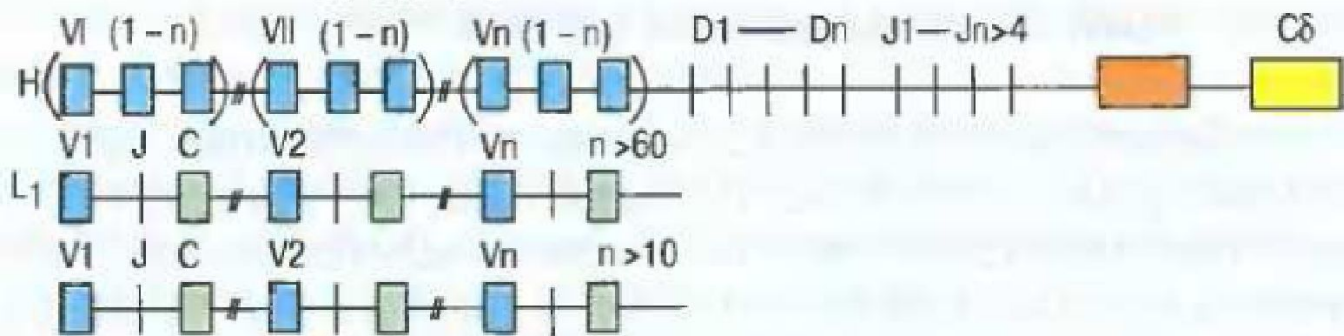 VI (1 – n) VII (1 – n) Vn (1 – n) D1 — Dn J1 — Jn>4 Cδ
H
V1 J C V2 Vn n >60
L1
V1 J C V2 Vn n >10